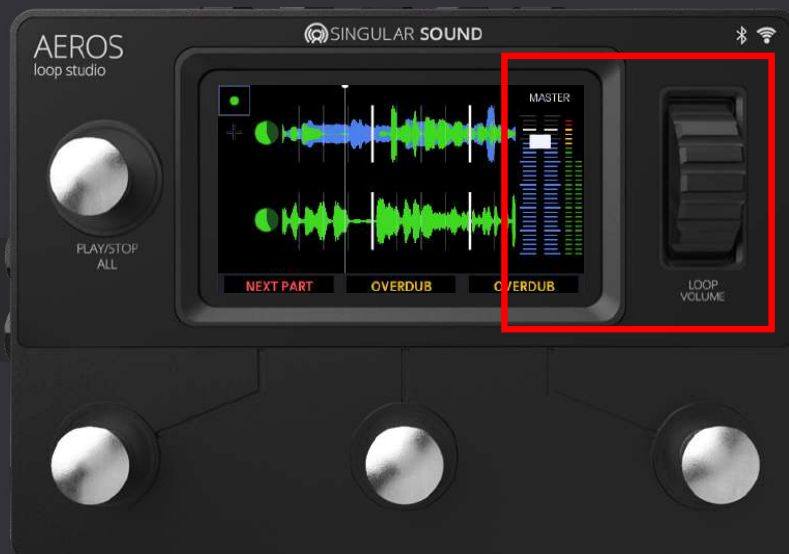 SINGULAR SOUND
AEROS
loop studio
MASTER
PLAY/STOP
ALL
NEXT PART
OVERDUB
OVERDUB
LOOP
VOLUME